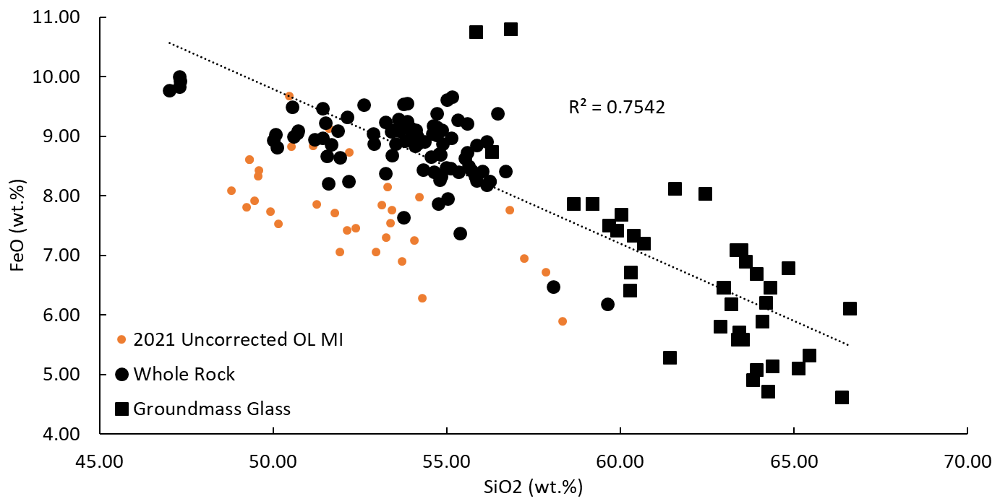 11.00
10.00
9.00
8.00
7.00
6.00
5.00
4.00
FeO (wt.%)
R² = 0.7542
2021 Uncorrected OL MI
Whole Rock
Groundmass Glass
45.00 50.00 55.00 60.00 65.00 70.00
SiO2 (wt.%)